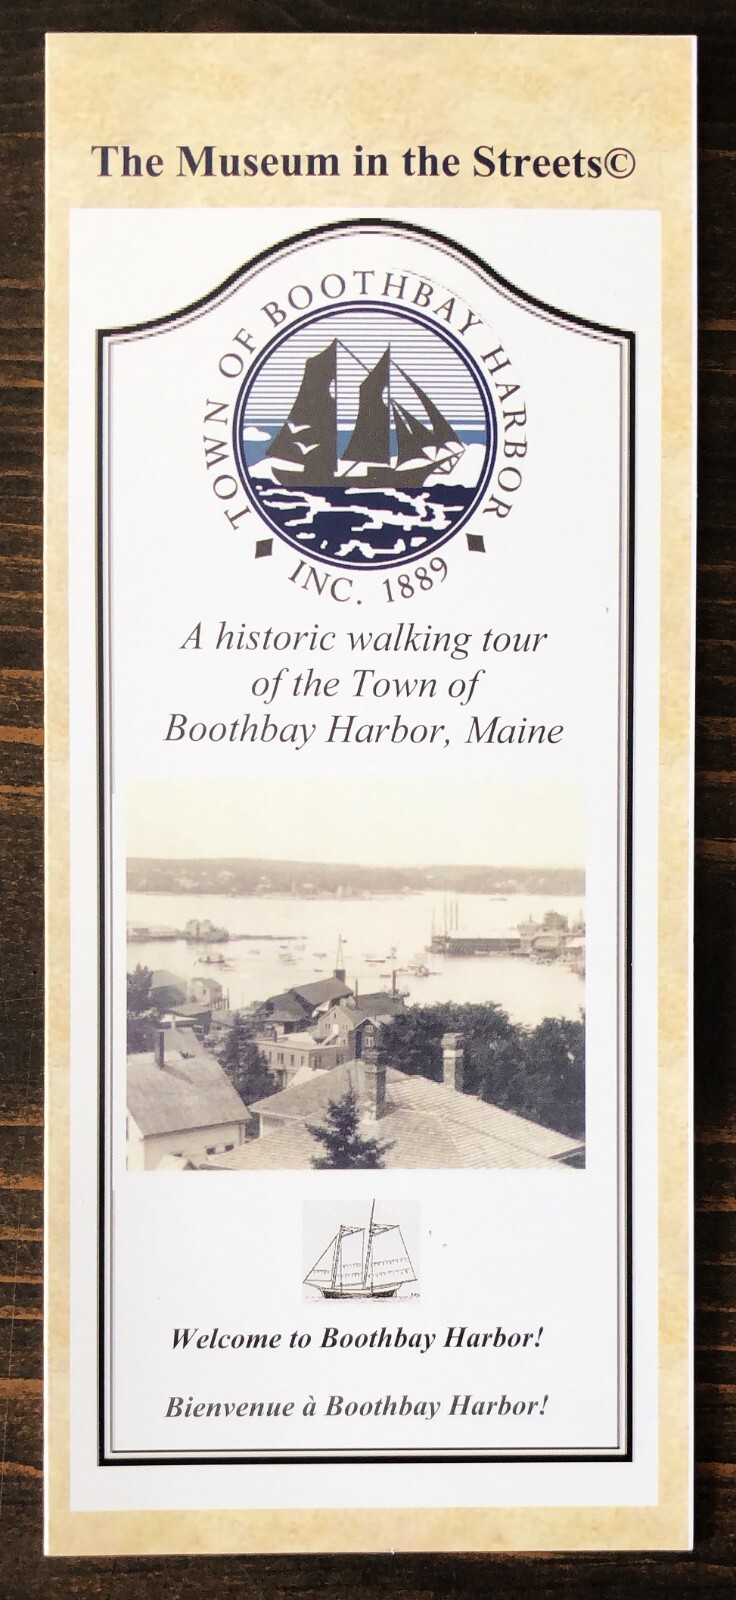 The Museum in the Streets©
TOWN OF BOOTHBAY HARBOR
INC. 1889
A historic walking tour
of the Town of
Boothbay Harbor, Maine
Welcome to Boothbay Harbor!
Bienvenue à Boothbay Harbor!